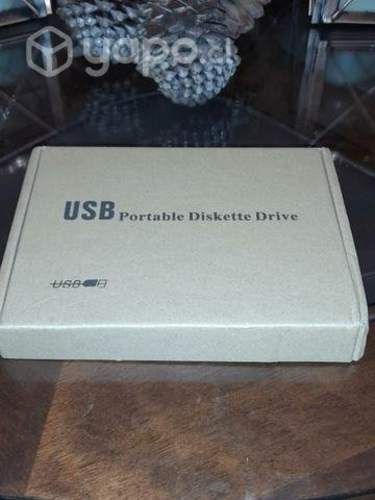 yapo.cl
USB Portable Diskette Drive
USB